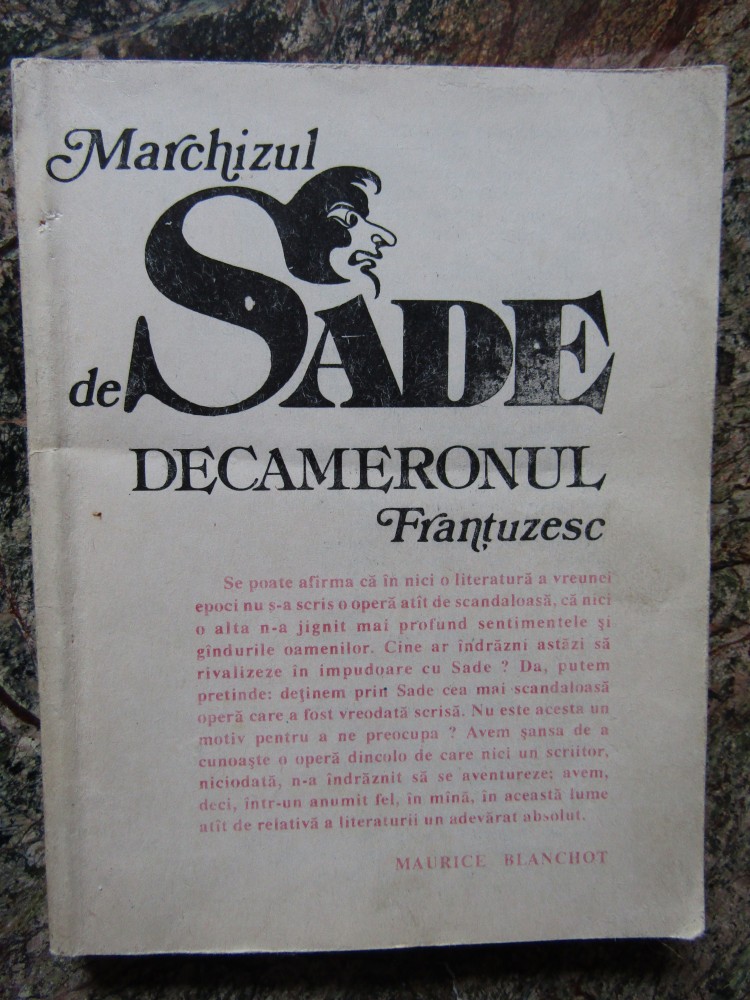 Marchizul
de SADE
DECAMERONUL
Franțuzesc
Se poate afirma că în nici o literatură a vreunei
epoci nu s-a scris o operă atît de scandaloasă, că nici
o alta n-a jignit mai profund sentimentele și
gîndurile oamenilor. Cine ar îndrăzni astăzi să
rivalizeze în impudoare cu Sade ? Da, putem
pretinde: deținem prin Sade cea mai scandaloasă
operă care a fost vreodată scrisă. Nu este acesta un
motiv pentru a ne preocupa ? Avem șansa de a
cunoaște o operă dincolo de care nici un scriitor,
niciodată, n-a îndrăznit să se aventureze; avem,
deci, într-un anumit fel, în mînă, în această lume
atît de relativă a literaturii un adevărat absolut.
MAURICE BLANCHOT